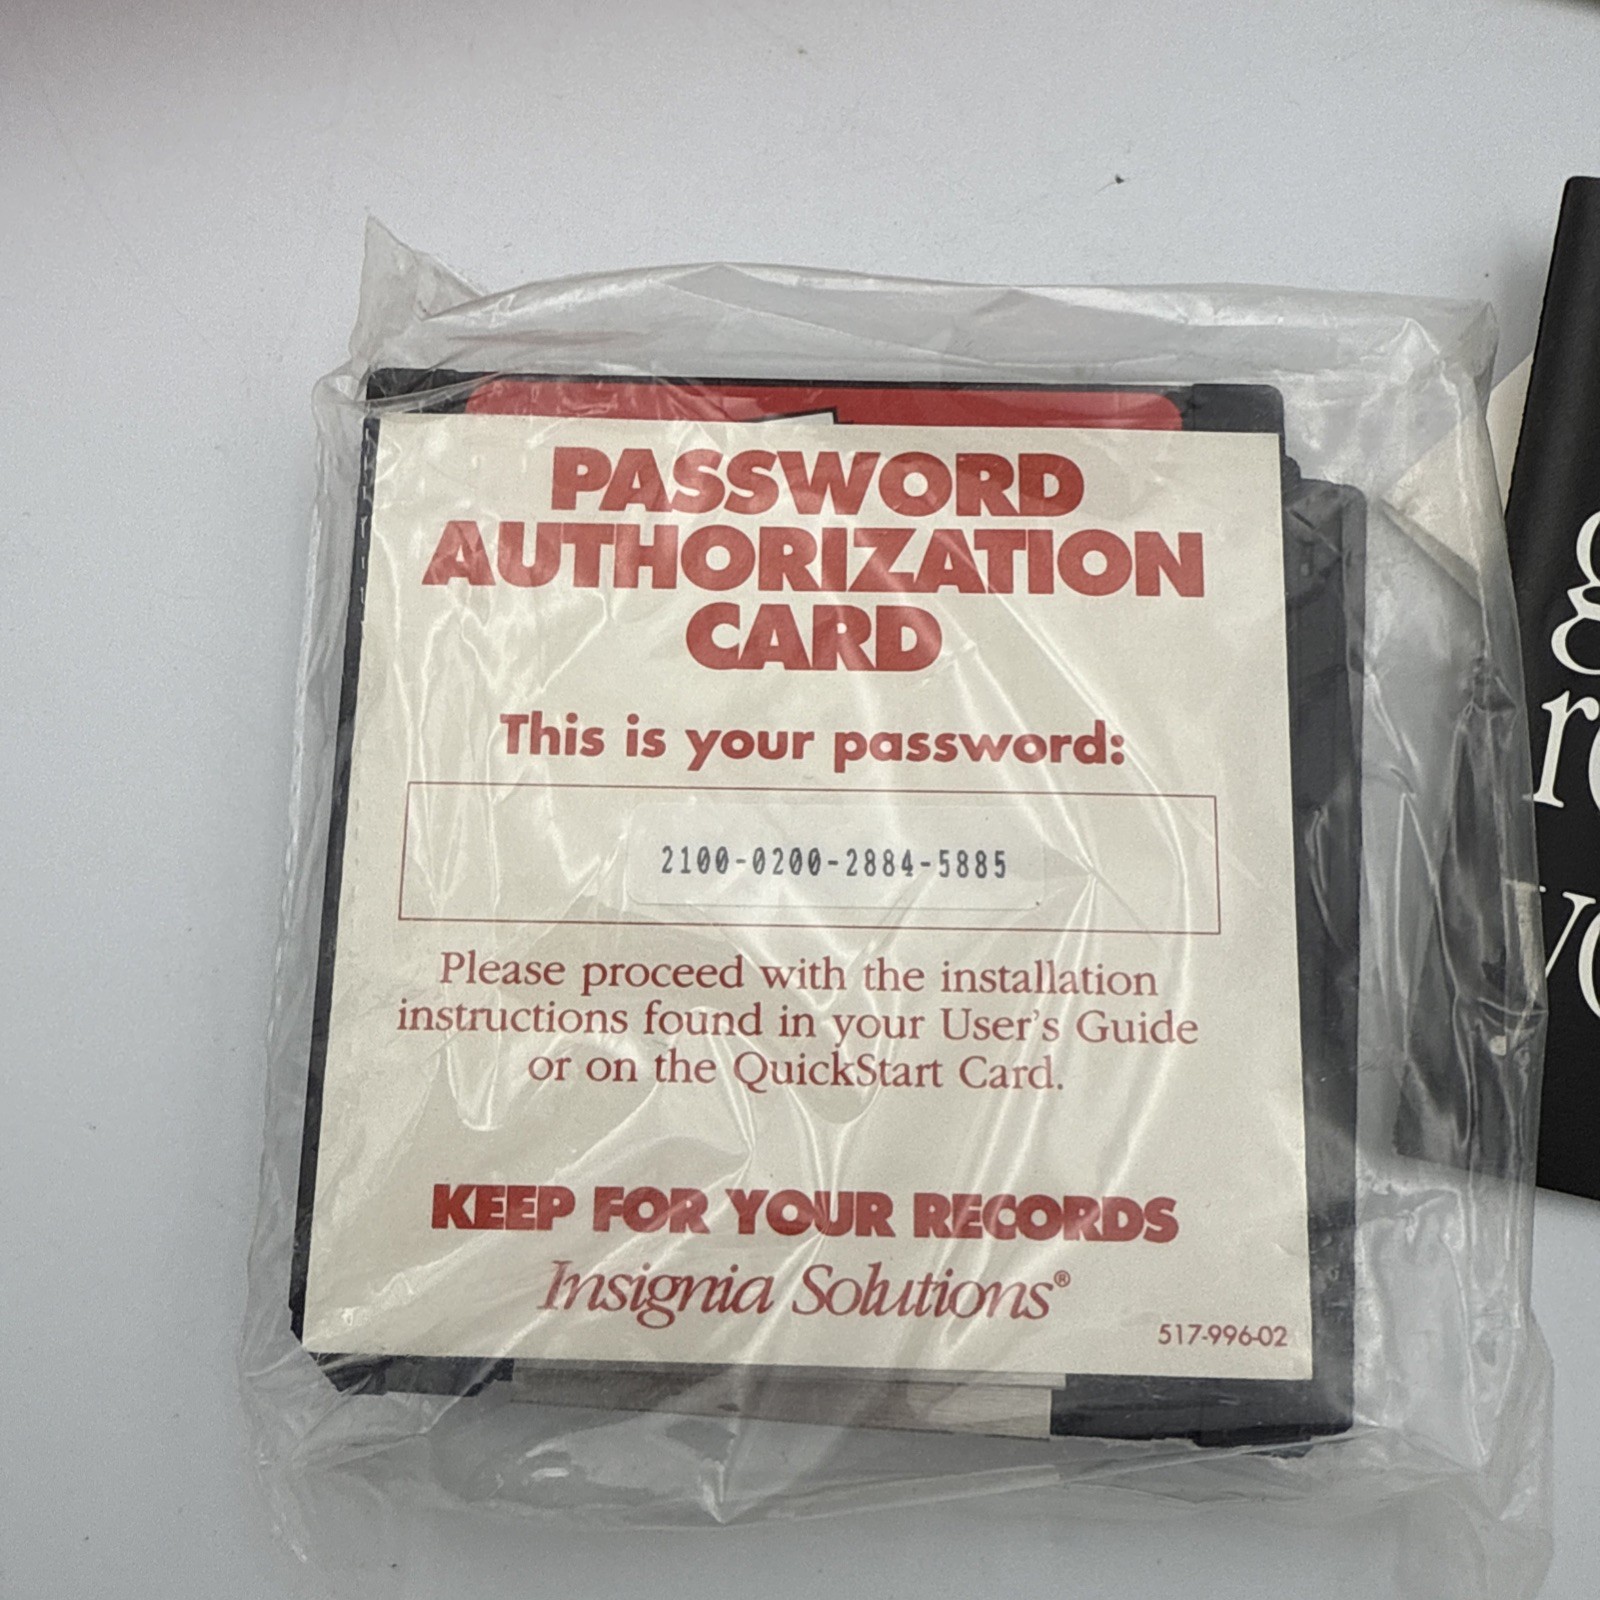 PASSWORD
AUTHORIZATION
CARD
This is your password:
2100-0200-2884-5885
Please proceed with the installation
instructions found in your User's Guide
or on the QuickStart Card.
KEEP FOR YOUR RECORDS
Insignia Solutions®
517-996-02